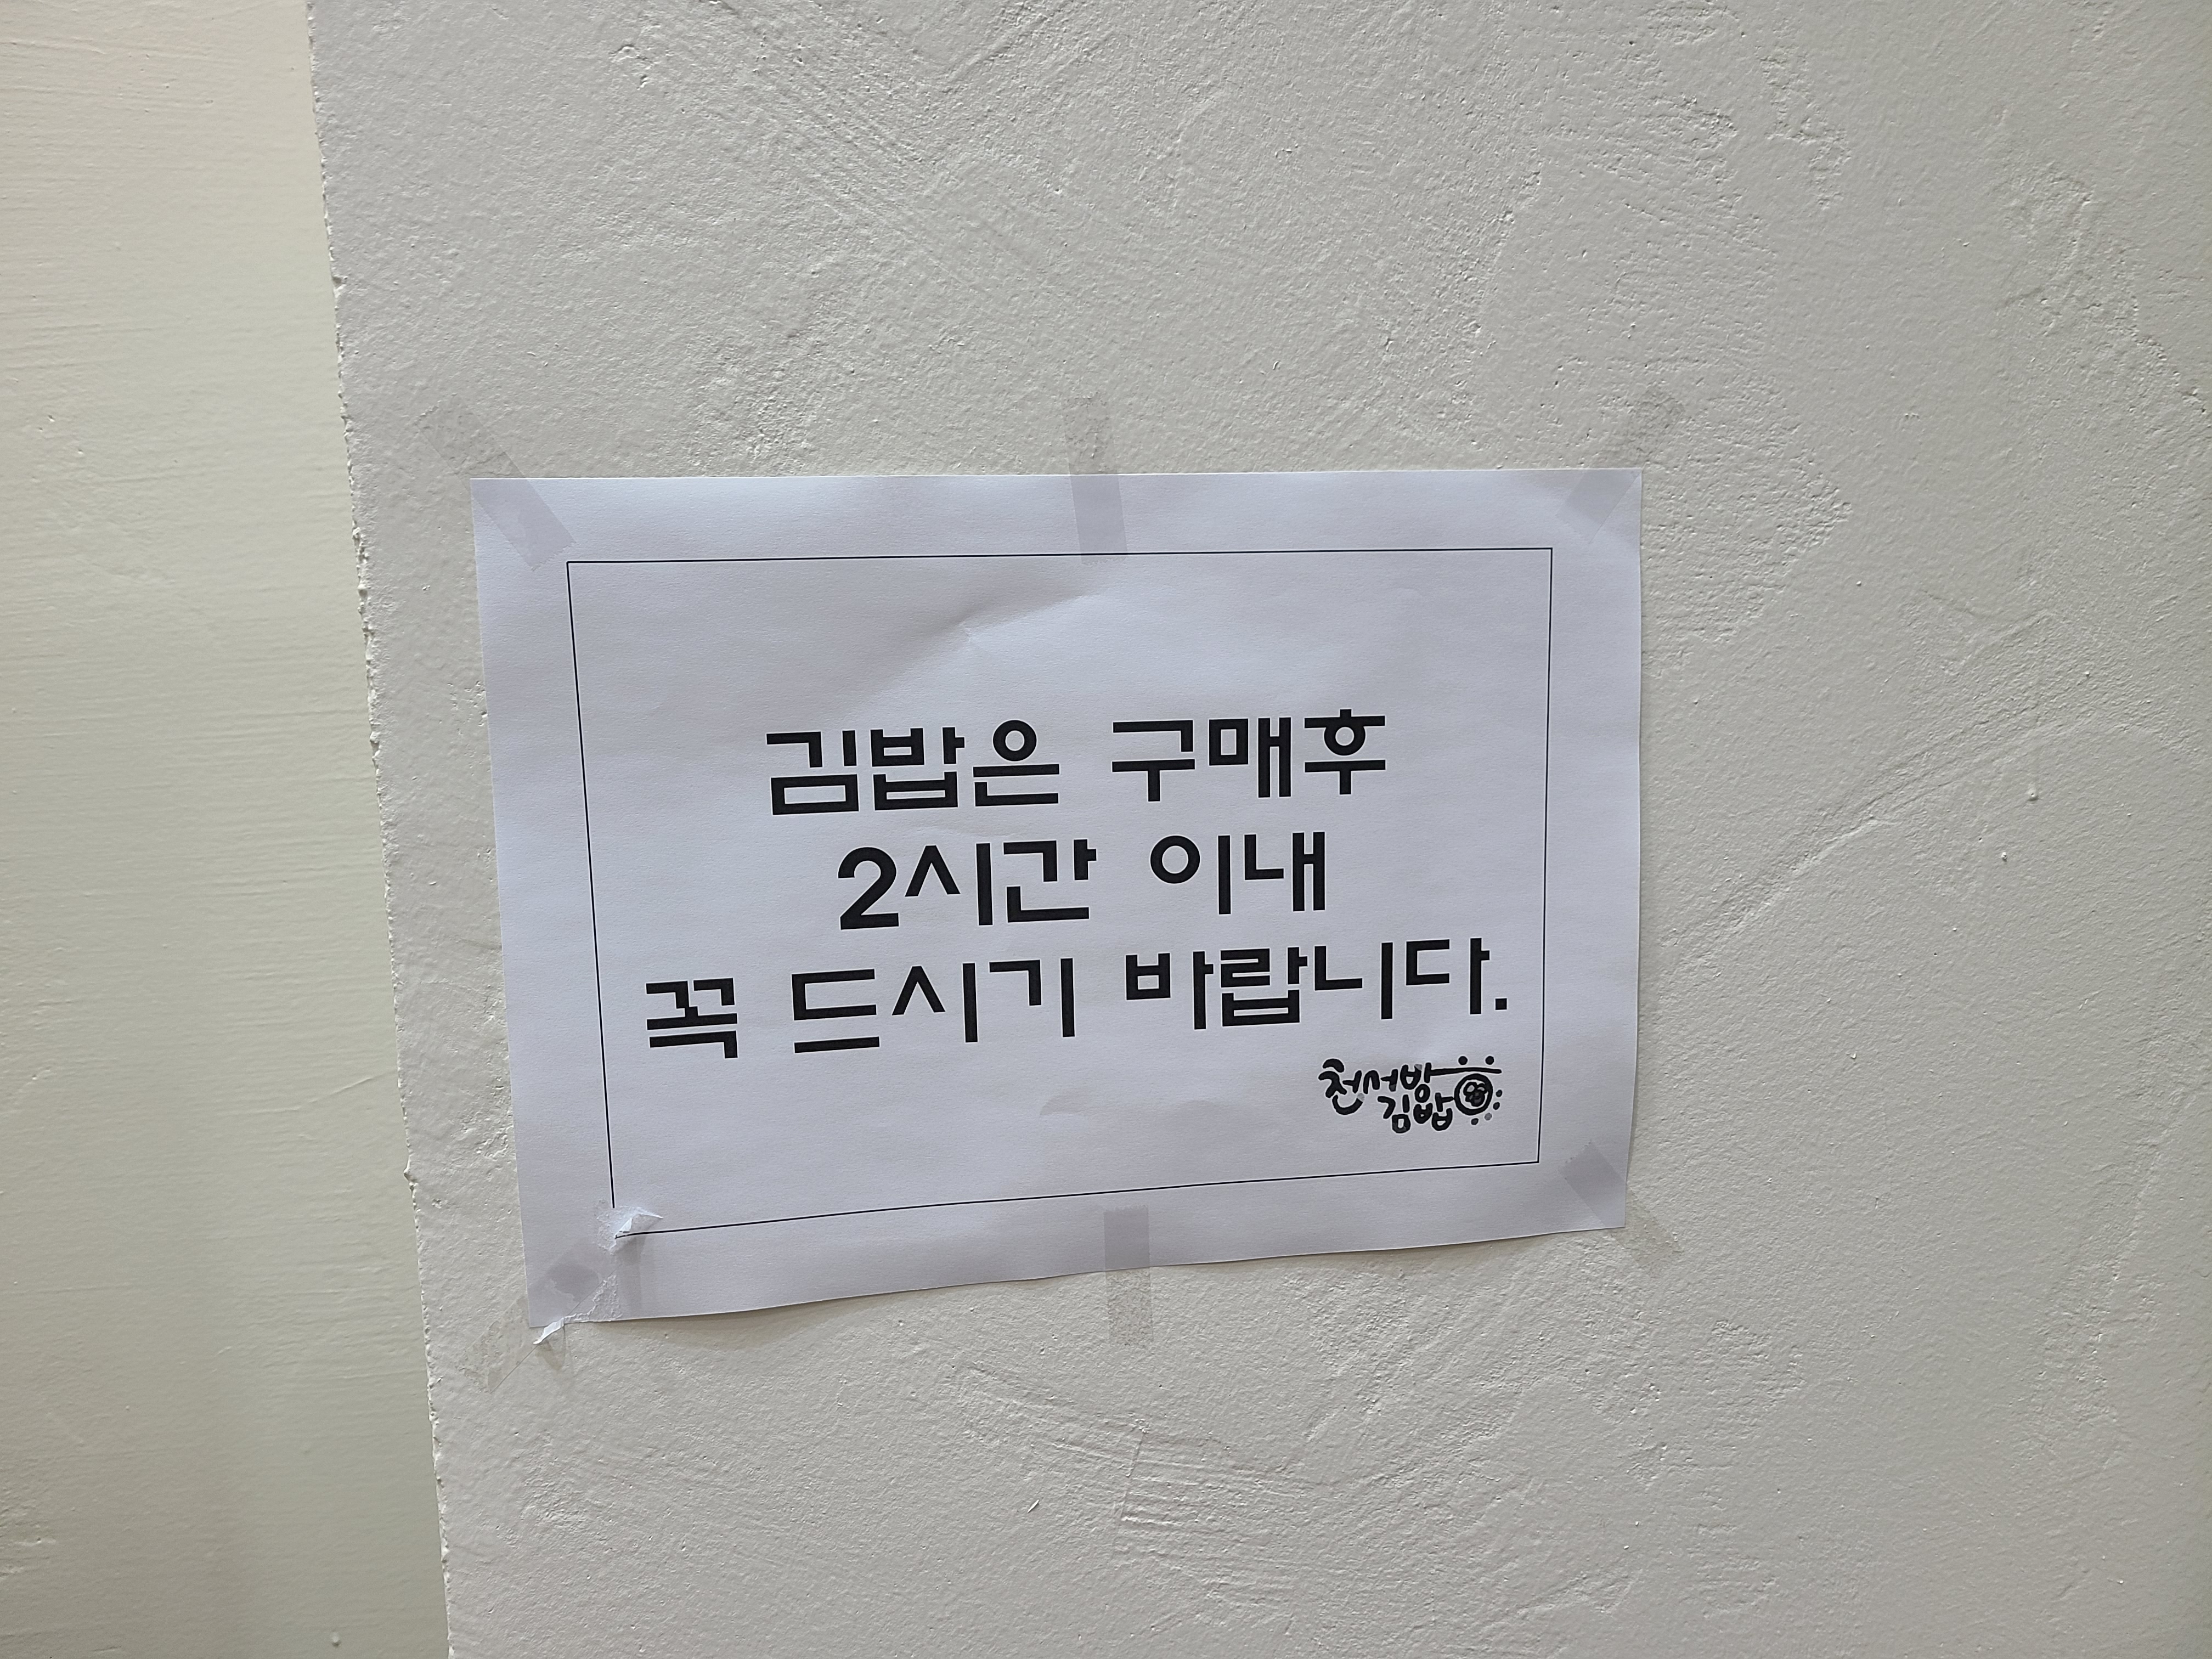 김밥은 구매후
2시간 이내
꼭 드시기 바랍니다.
천서방
김밥